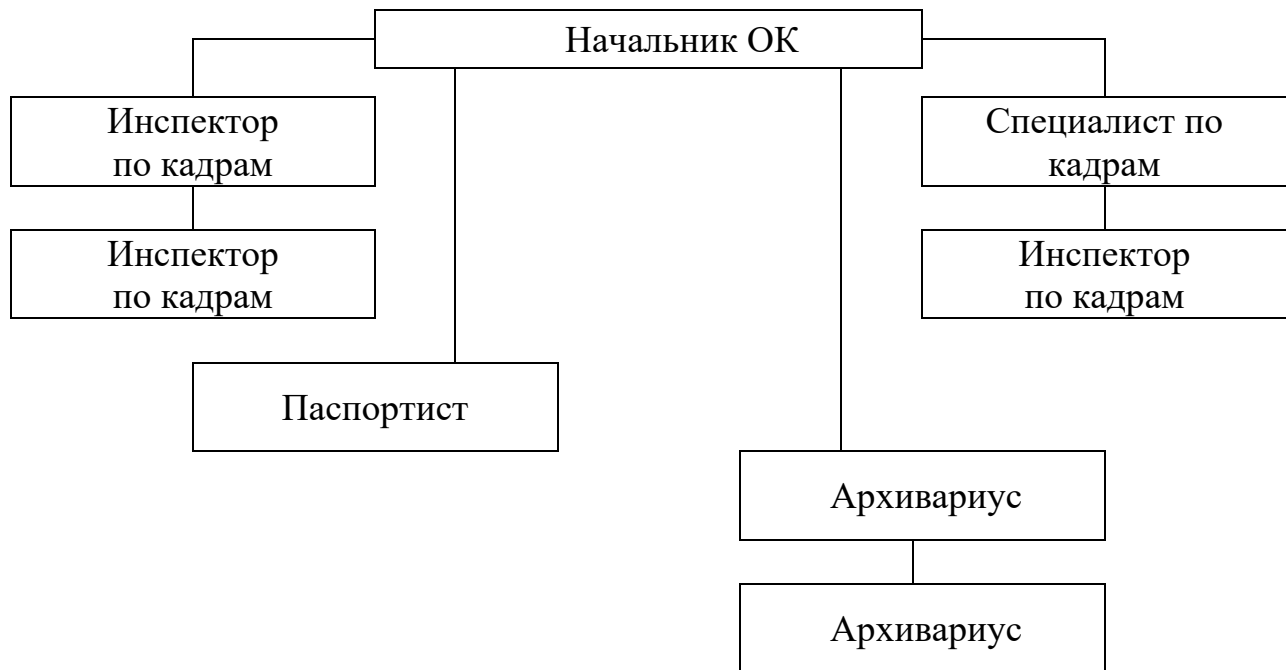 Начальник ОК
Инспектор
по кадрам
Специалист по
кадрам
Инспектор
по кадрам
Инспектор
по кадрам
Паспортист
Архивариус
Архивариус